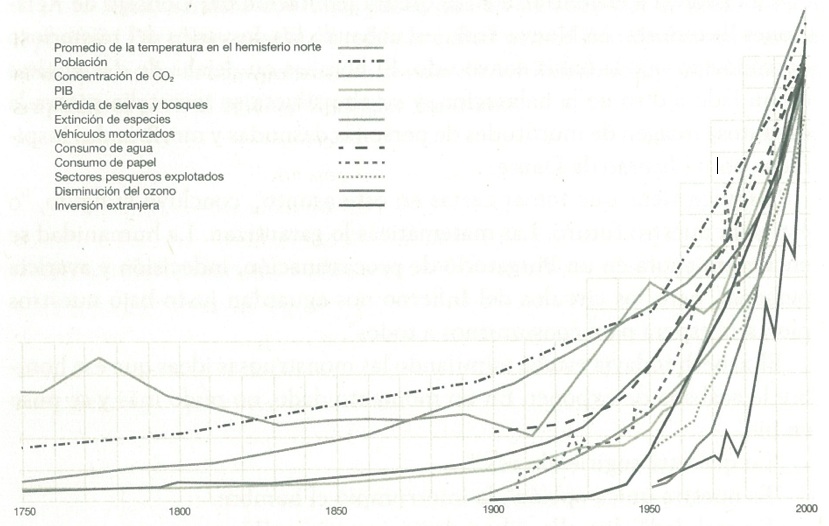 Promedio de la temperatura en el hemisferio norte
Población
Concentración de CO₂
PIB
Pérdida de selvas y bosques
Extinción de especies
Vehículos motorizados
Consumo de agua
Consumo de papel
Sectores pesqueros explotados
Disminución del ozono
Inversión extranjera
1750 1800 1850 1900 1950 2000